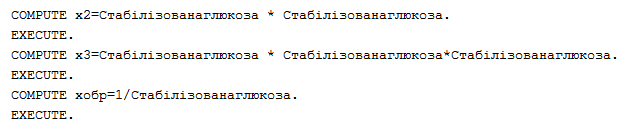 COMPUTE x2=Стабілізованаглюкоза * Стабілізованаглюкоза.
EXECUTE.
COMPUTE x3=Стабілізованаглюкоза * Стабілізованаглюкоза*Стабілізованаглюкоза.
EXECUTE.
COMPUTE xобр=1/Стабілізованаглюкоза.
EXECUTE.